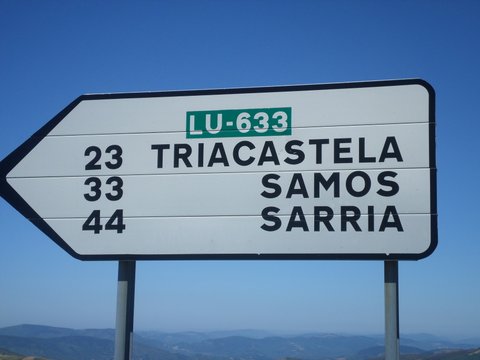 LU-633
23 TRIACASTELA
33 SAMOS
44 SARRIA